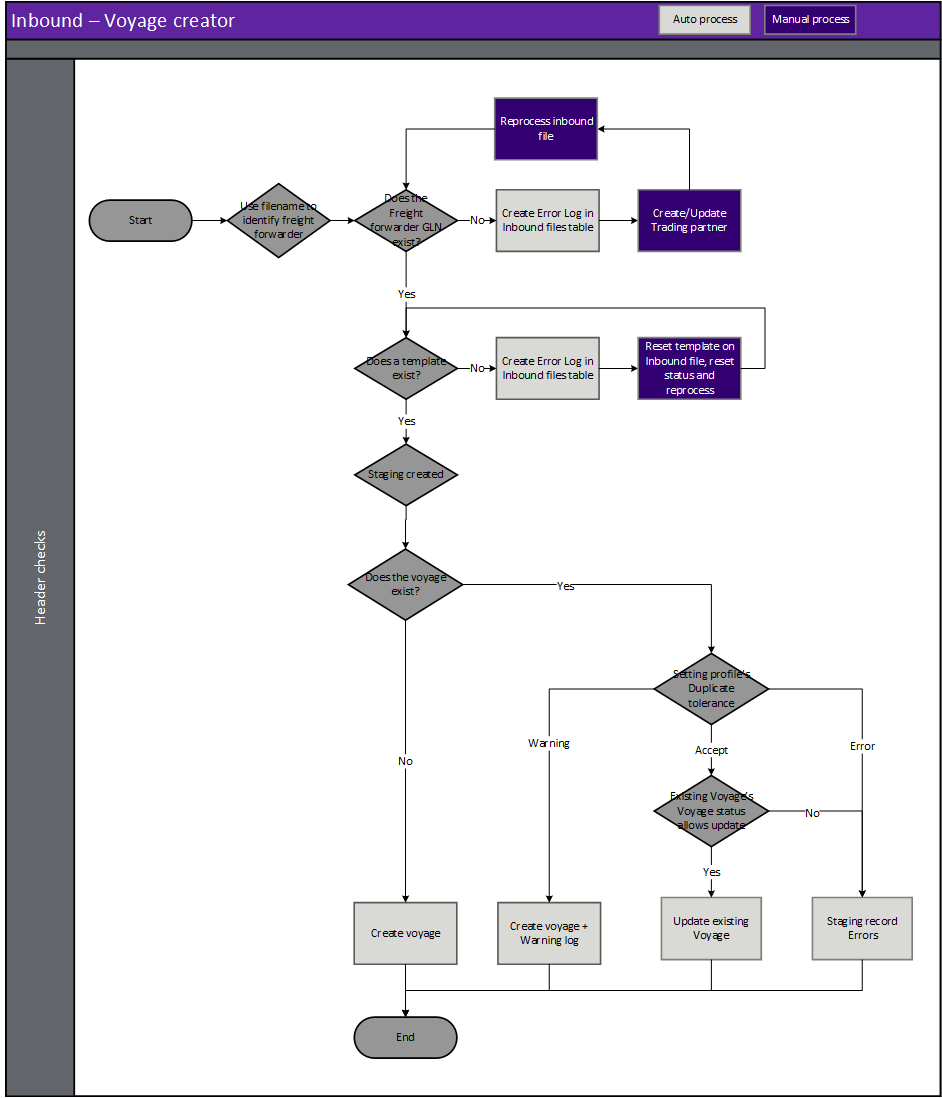 Inbound – Voyage creator
Auto process
Manual process
Header checks
Reprocess inbound
file
Start
Use filename to
identify freight
forwarder
Does the
Freight
forwarder GLN
exist?
No
Create Error Log in
Inbound files table
Create/Update
Trading partner
Yes
Does a template
exist?
No
Create Error Log in
Inbound files table
Reset template on
Inbound file, reset
status and
reprocess
Yes
Staging created
Does the voyage
exist?
Yes
Setting profile's
Duplicate
tolerance
Warning
Accept
Error
No
Existing Voyage's
Voyage status
allows update
No
Yes
Create voyage
Create voyage +
Warning log
Update existing
Voyage
Staging record
Errors
End